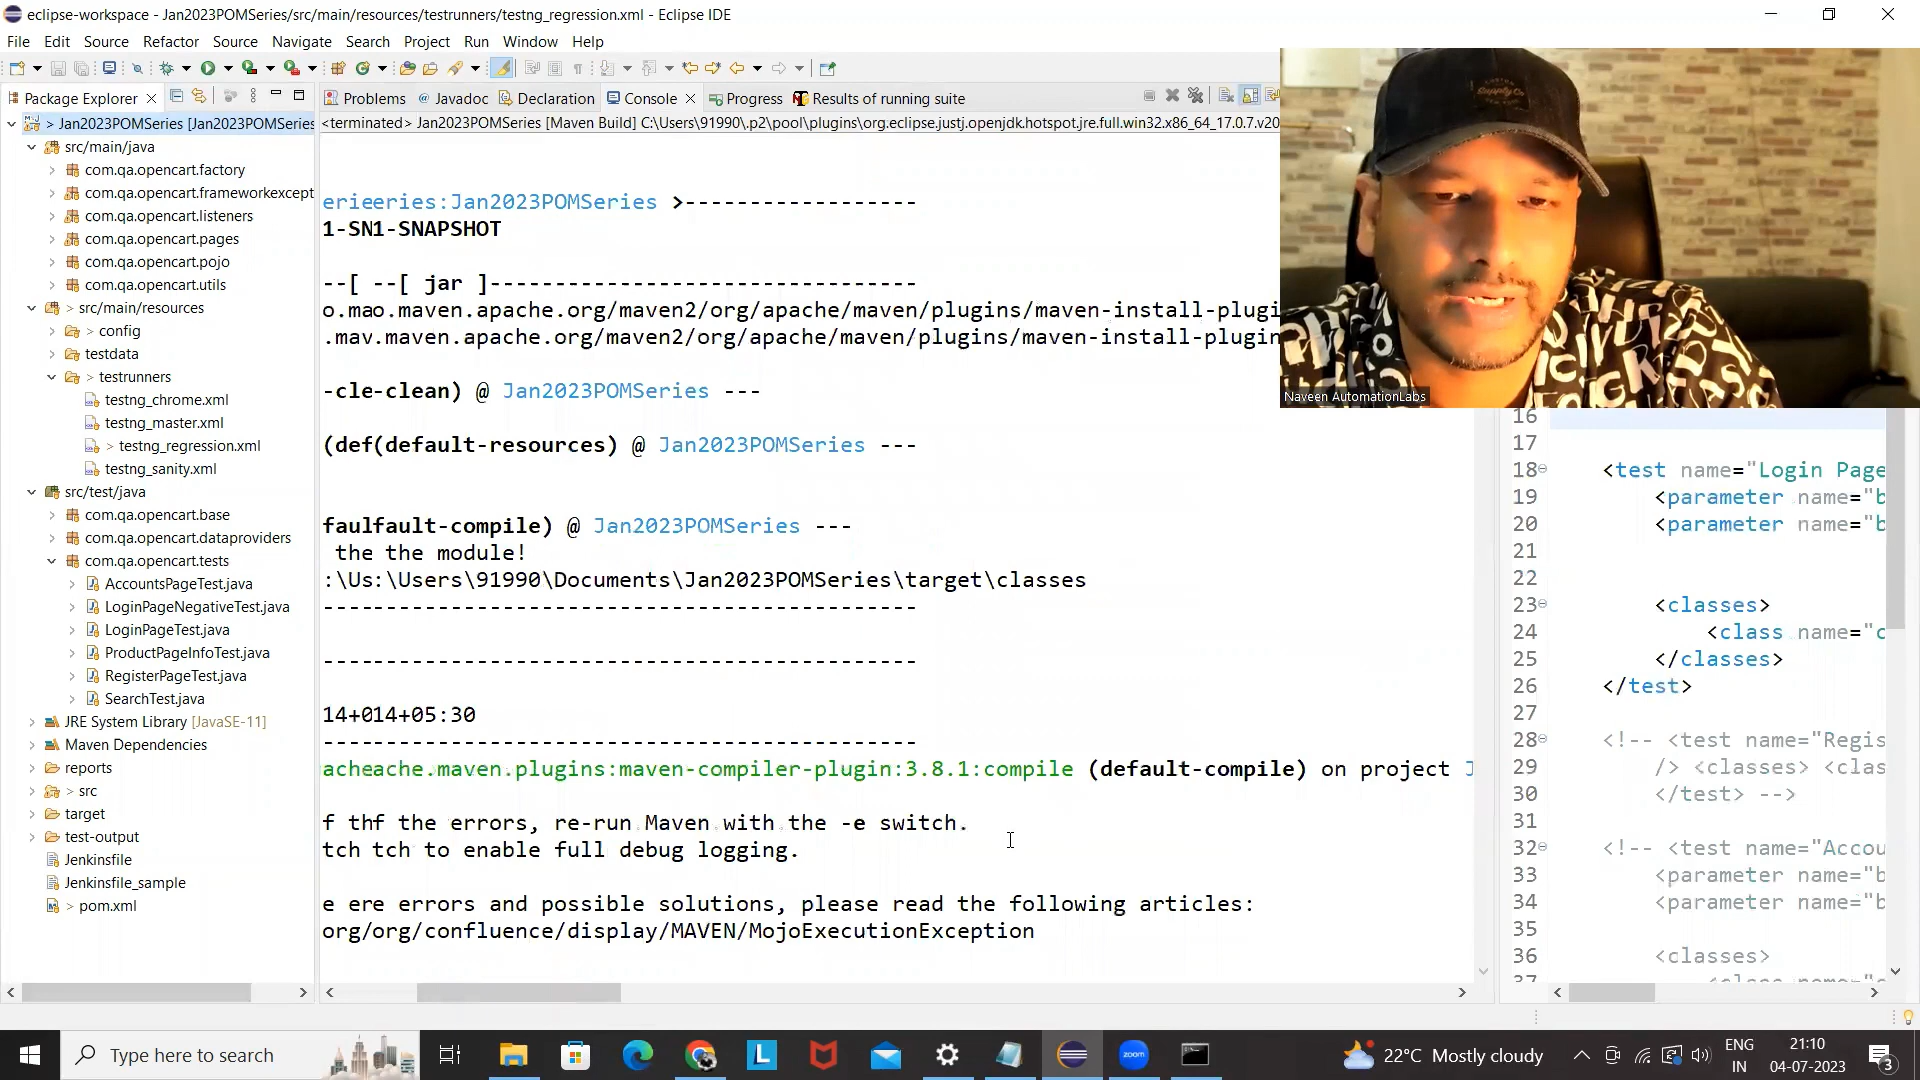 eclipse-workspace - Jan2023POMSeries/src/main/resources/testrunners/testng_regression.xml - Eclipse IDE
File Edit Source Refactor Source Navigate Search Project Run Window Help
Package Explorer
Problems Javadoc Declaration Console Progress Results of running suite
> Jan2023POMSeries [Jan2023POMSeries
<terminated> Jan2023POMSeries [Maven Build] C:\Users\91990\.p2\pool\plugins\org.eclipse.justj.openjdk.hotspot.jre.full.win32.x86_64_17.0.7.v20
src/main/java
com.qa.opencart.factory
com.qa.opencart.frameworkexcept
com.qa.opencart.listeners
com.qa.opencart.pages
com.qa.opencart.pojo
com.qa.opencart.utils
> src/main/resources
> config
testdata
> testrunners
testng_chrome.xml
testng_master.xml
> testng_regression.xml
testng_sanity.xml
src/test/java
com.qa.opencart.base
com.qa.opencart.dataproviders
com.qa.opencart.tests
AccountsPageTest.java
LoginPageNegativeTest.java
LoginPageTest.java
ProductPageInfoTest.java
RegisterPageTest.java
SearchTest.java
JRE System Library [JavaSE-11]
Maven Dependencies
reports
> src
target
test-output
Jenkinsfile
Jenkinsfile_sample
> pom.xml
erieeries:Jan2023POMSeries >------------------
1-SN1-SNAPSHOT
--[ --[ jar ]---------------------------------
o.mao.maven.apache.org/maven2/org/apache/maven/plugins/maven-install-plugi
.mav.maven.apache.org/maven2/org/apache/maven/plugins/maven-install-plugin
-cle-clean) @ Jan2023POMSeries ---
(def(default-resources) @ Jan2023POMSeries ---
faulfault-compile) @ Jan2023POMSeries ---
the the module!
:\Us:\Users\91990\Documents\Jan2023POMSeries\target\classes
----------------------------------------------
----------------------------------------------
14+014+05:30
----------------------------------------------
acheache.maven.plugins:maven-compiler-plugin:3.8.1:compile (default-compile) on project J
f thf the errors, re-run Maven with the -e switch.
tch tch to enable full debug logging.
e ere errors and possible solutions, please read the following articles:
org/org/confluence/display/MAVEN/MojoExecutionException
Naveen AutomationLabs
16
17
18 <test name="Login Page
19 <parameter name="b
20 <parameter name="b
21
22
23 <classes>
24 <class name="c
25 </classes>
26 </test>
27
28 <!-- <test name="Regis
29 /> <classes> <clas
30 </test> -->
31
32 <!-- <test name="Accou
33 <parameter name="b
34 <parameter name="b
35
36 <classes>
37
Type here to search
zoom
22°C Mostly cloudy
ENG
IN
21:10
04-07-2023
3